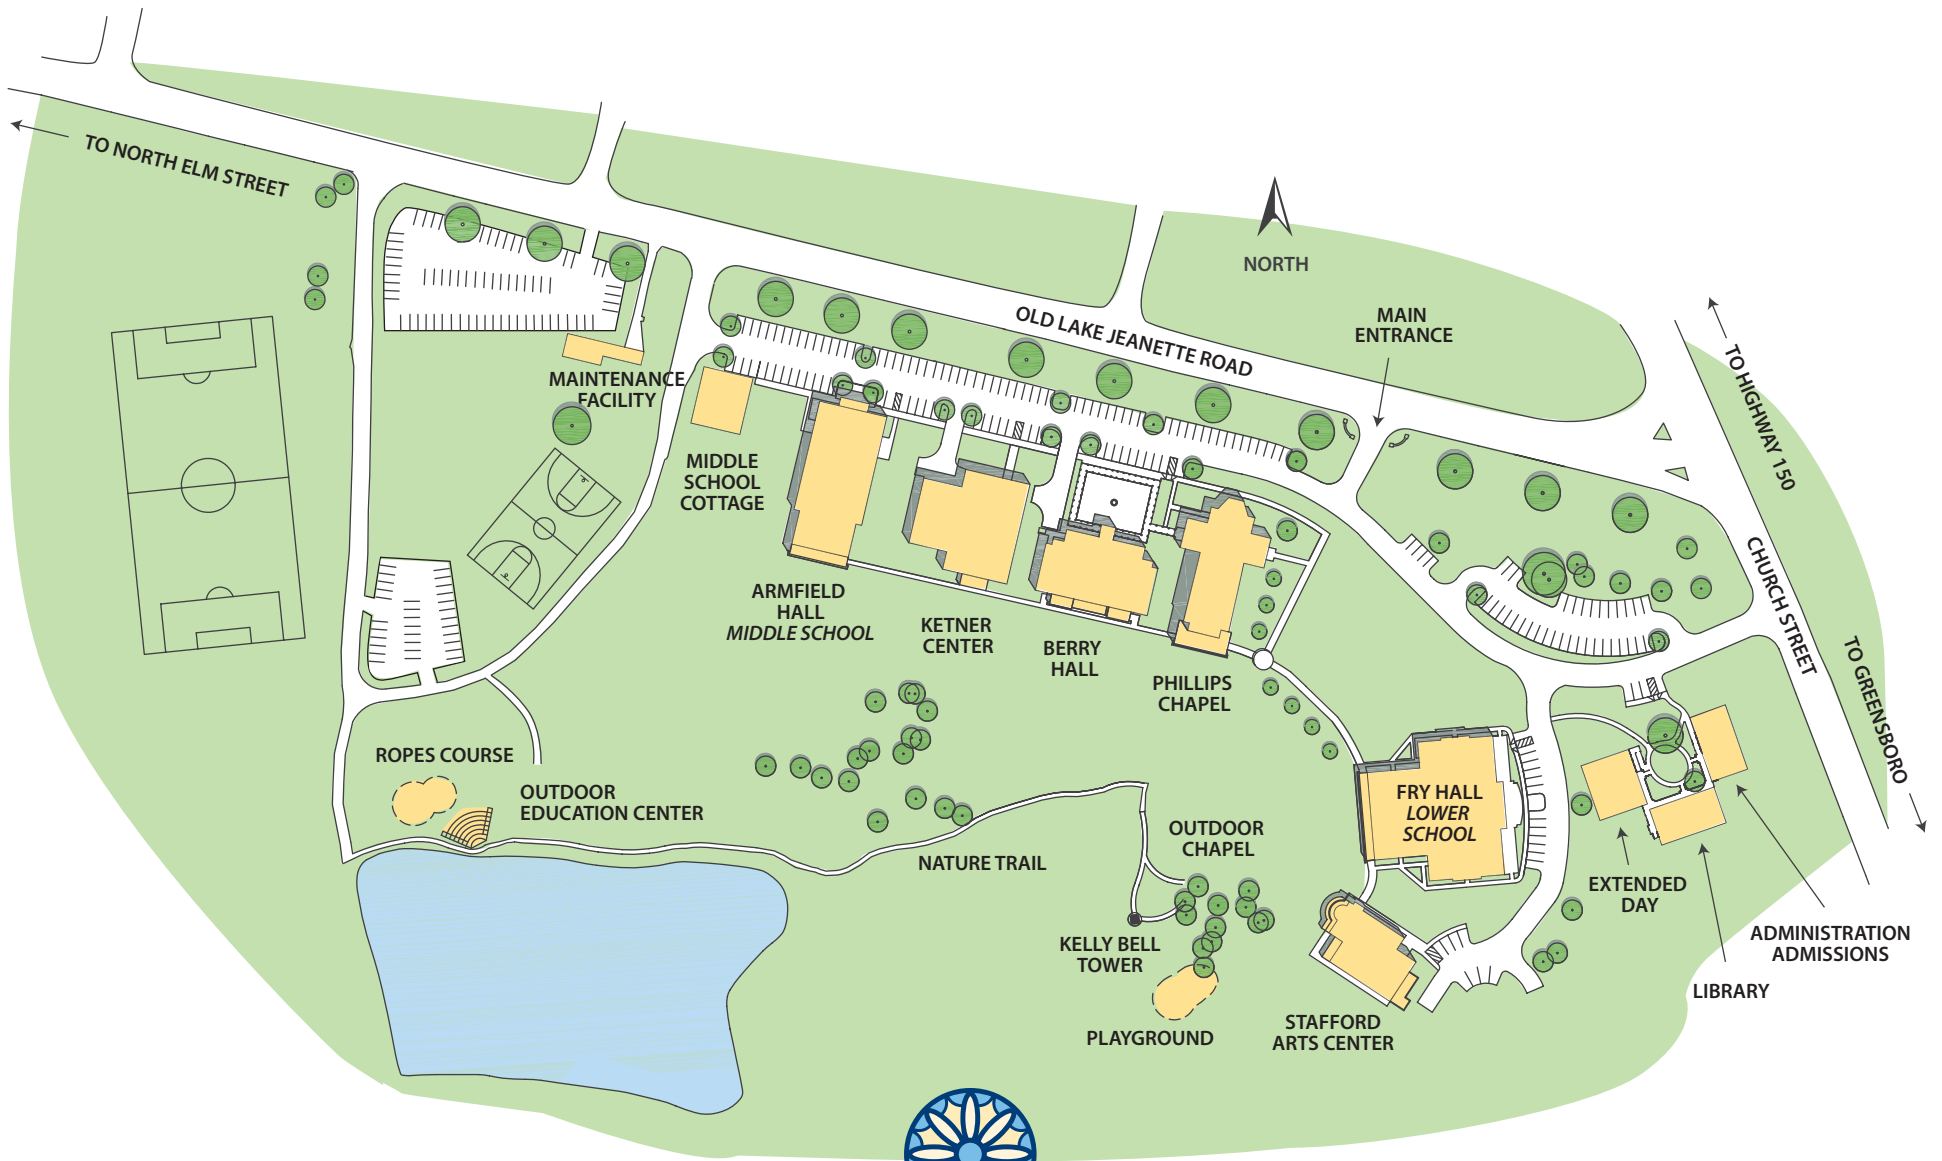 TO NORTH ELM STREET
NORTH
MAIN
ENTRANCE
OLD LAKE JEANETTE ROAD
TO HIGHWAY 150
MAINTENANCE
FACILITY
MIDDLE
SCHOOL
COTTAGE
ARMFIELD
HALL
MIDDLE SCHOOL
KETNER
CENTER
BERRY
HALL
PHILLIPS
CHAPEL
CHURCH STREET
TO GREENSBORO
ROPES COURSE
OUTDOOR
EDUCATION CENTER
NATURE TRAIL
OUTDOOR
CHAPEL
FRY HALL
LOWER
SCHOOL
EXTENDED
DAY
ADMINISTRATION
ADMISSIONS
LIBRARY
KELLY BELL
TOWER
PLAYGROUND
STAFFORD
ARTS CENTER